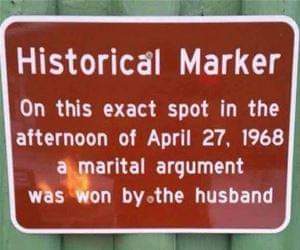 Historical Marker
On this exact spot in the
afternoon of April 27, 1968
a marital argument
was won by the husband